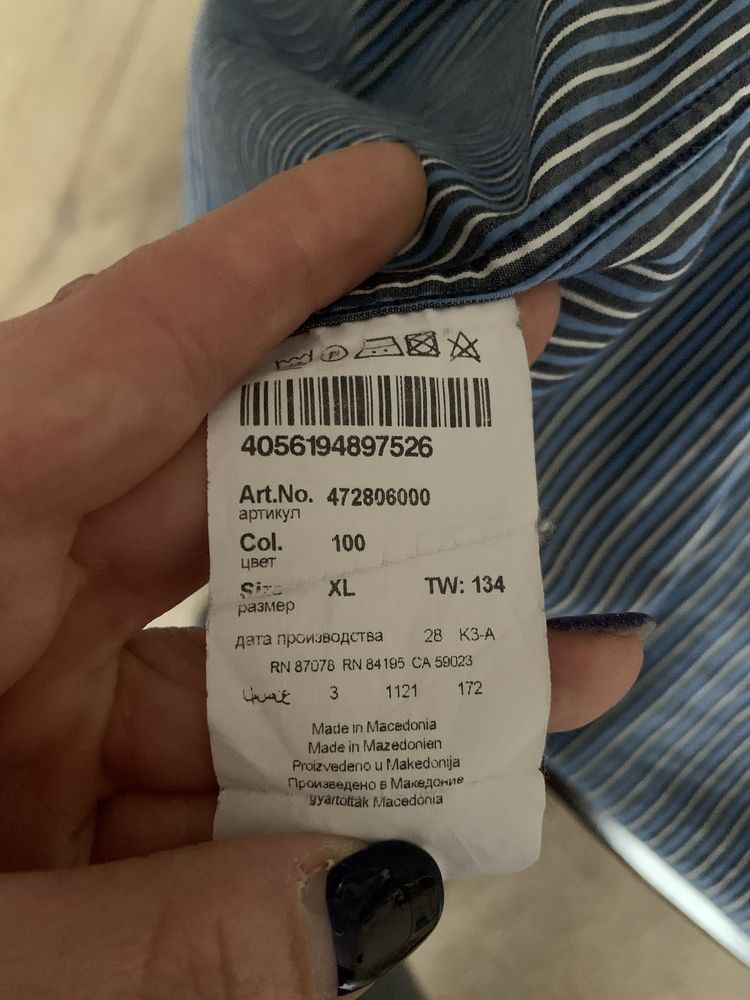 4056194897526
Art.No. 472806000
артикул
Col. 100
цвет
Size XL TW: 134
размер
дата производства 28 K3-A
RN 87078 RN 84195 CA 59023
3 1121 172
Made in Macedonia
Made in Mazedonien
Proizvedeno u Makedonija
Произведено в Македоние
gyártották Macedónia